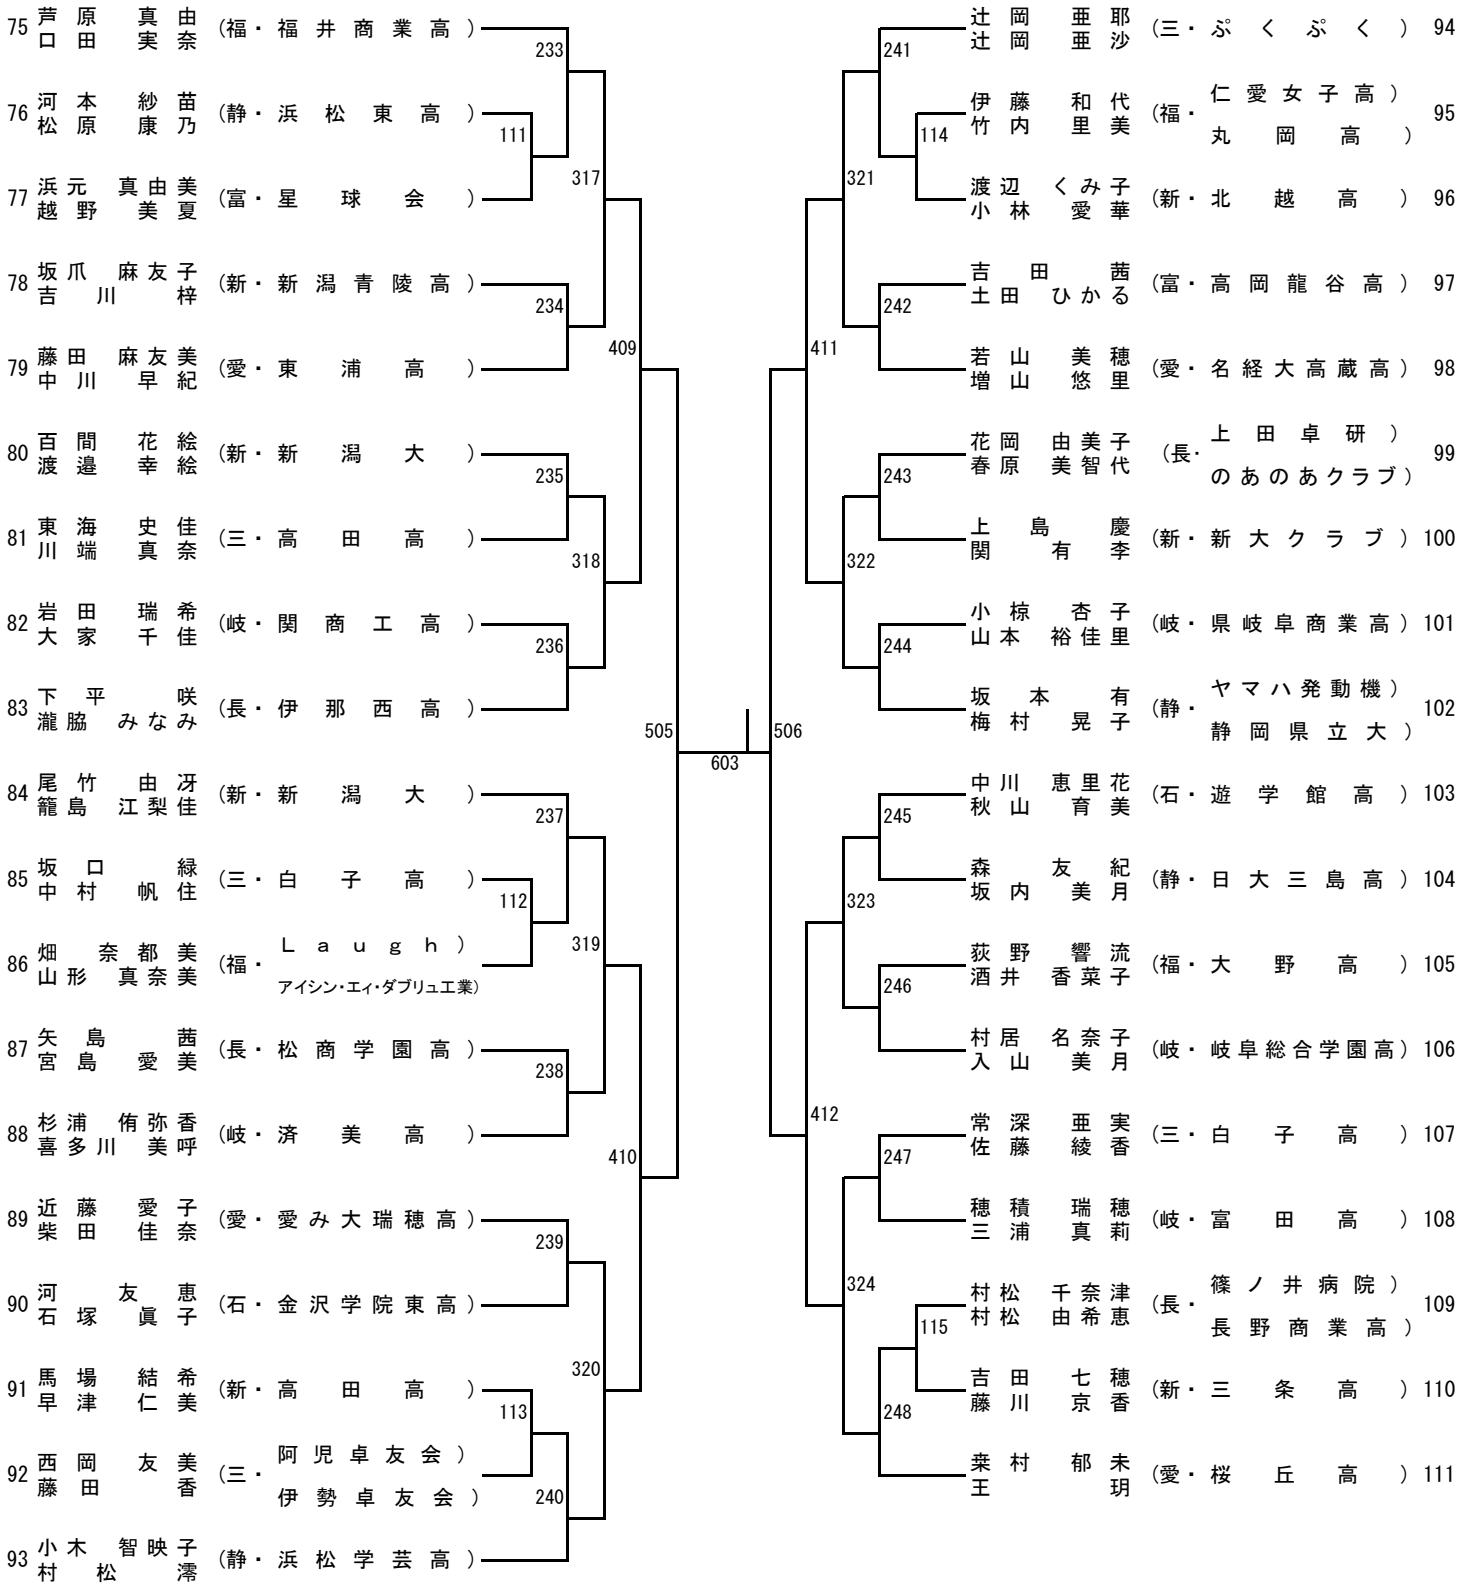 75 芦原 真由 (福・福井商業高)
口田 実奈
76 河本 紗苗 (静・浜松東高)
松原 康乃
77 浜元 真由美 (富・星球会)
越野 美夏
78 坂爪 麻友子 (新・新潟青陵高)
吉川 梓
79 藤田 麻友美 (愛・東浦高)
中川 早紀
80 百間 花絵 (新・新潟大)
渡邉 幸絵
81 東海 史佳 (三・高田高)
川端 真奈
82 岩田 瑞希 (岐・関商工高)
大家 千佳
83 下平 咲 (長・伊那西高)
瀧脇 みなみ
84 尾竹 由冴 (新・新潟大)
籠島 江梨佳
85 坂口 緑 (三・白子高)
中村 帆住
86 畑 奈都美 (福・Laugh)
山形 真奈美 アイシン・エィ・ダブリュ工業)
87 矢島 茜 (長・松商学園高)
宮島 愛美
88 杉浦 侑弥香 (岐・済美高)
喜多川 美呼
89 近藤 愛子 (愛・愛み大瑞穂高)
柴田 佳奈
90 河 友恵 (石・金沢学院東高)
石塚 眞子
91 馬場 結希 (新・高田高)
早津 仁美
92 西岡 友美 (三・阿児卓友会)
藤田 香 伊勢卓友会)
93 小木 智映子 (静・浜松学芸高)
村松 澪
233
111
317
234
409
235
318
236
505
237
112
319
238
410
239
320
113
240
603
辻岡 亜耶 (三・ぷくぷく) 94
辻岡 亜沙
伊藤 和代 (福・仁愛女子高) 95
竹内 里美 丸岡高)
渡辺 くみ子 (新・北越高) 96
小林 愛華
吉田 茜 (富・高岡龍谷高) 97
土田 ひかる
若山 美穂 (愛・名経大高蔵高) 98
増山 悠里
花岡 由美子 (長・上田卓研) 99
春原 美智代 のあのあクラブ)
上島 慶 (新・新大クラブ) 100
関 有李
小椋 杏子 (岐・県岐阜商業高) 101
山本 裕佳里
坂本 有 (静・ヤマハ発動機) 102
梅村 晃子 静岡県立大)
中川 恵里花 (石・遊学館高) 103
秋山 育美
森 友紀 (静・日大三島高) 104
坂内 美月
荻野 響流 (福・大野高) 105
酒井 香菜子
村居 名奈子 (岐・岐阜総合学園高) 106
入山 美月
常深 亜実 (三・白子高) 107
佐藤 綾香
穂積 瑞穂 (岐・富田高) 108
三浦 真莉
村松 千奈津 (長・篠ノ井病院) 109
村松 由希恵 長野商業高)
吉田 七穂 (新・三条高) 110
藤川 京香
桒村 郁未 (愛・桜丘高) 111
王 玥
241
114
321
242
411
243
322
244
506
245
323
246
412
247
324
115
248